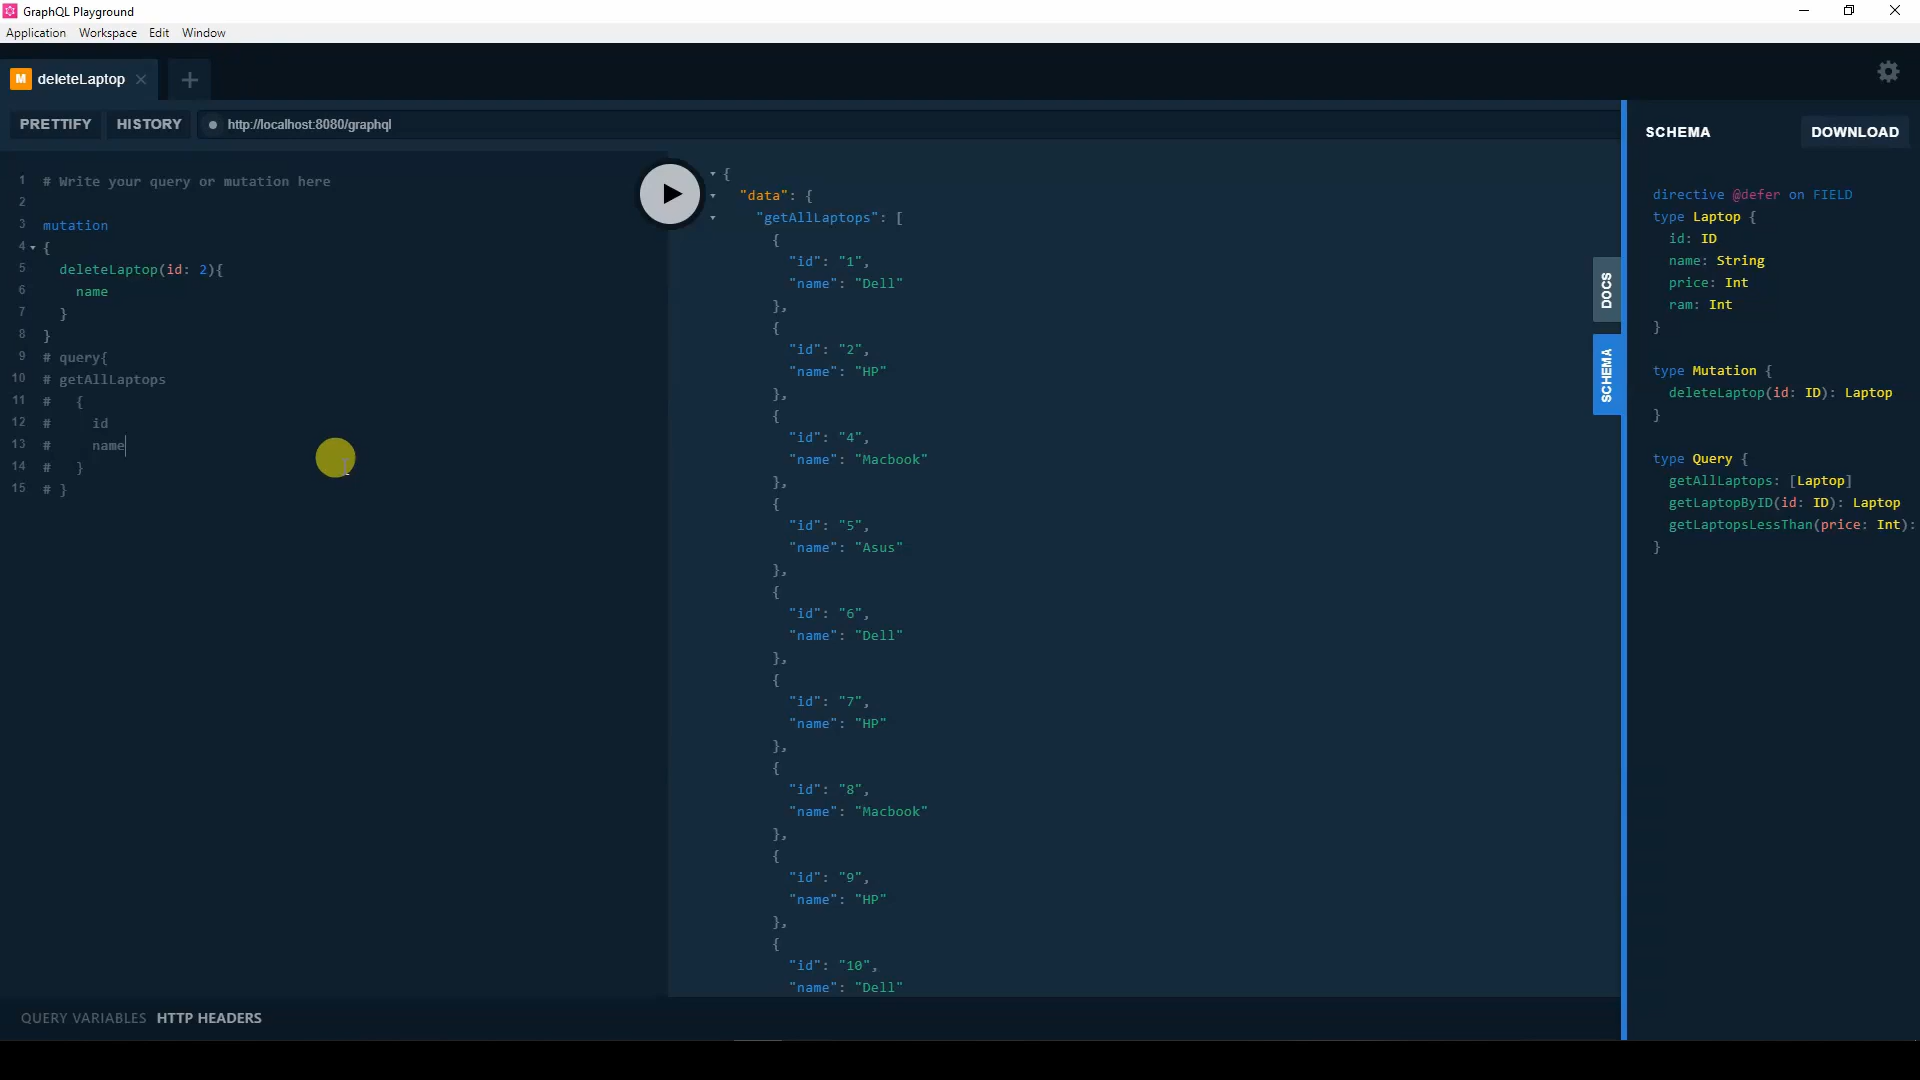 GraphQL Playground
Application Workspace Edit Window
M deleteLaptop
PRETTIFY HISTORY http://localhost:8080/graphql
1 # Write your query or mutation here
2
3 mutation
4 {
5 deleteLaptop(id: 2){
6 name
7 }
8 }
9 # query{
10 # getAllLaptops
11 # {
12 # id
13 # name
14 # }
15 # }
QUERY VARIABLES HTTP HEADERS
{
"data": {
"getAllLaptops": [
{
"id": "1",
"name": "Dell"
},
{
"id": "2",
"name": "HP"
},
{
"id": "4",
"name": "Macbook"
},
{
"id": "5",
"name": "Asus"
},
{
"id": "6",
"name": "Dell"
},
{
"id": "7",
"name": "HP"
},
{
"id": "8",
"name": "Macbook"
},
{
"id": "9",
"name": "HP"
},
{
"id": "10",
"name": "Dell"
DOCS
SCHEMA
SCHEMA DOWNLOAD
directive @defer on FIELD
type Laptop {
id: ID
name: String
price: Int
ram: Int
}
type Mutation {
deleteLaptop(id: ID): Laptop
}
type Query {
getAllLaptops: [Laptop]
getLaptopByID(id: ID): Laptop
getLaptopsLessThan(price: Int):
}